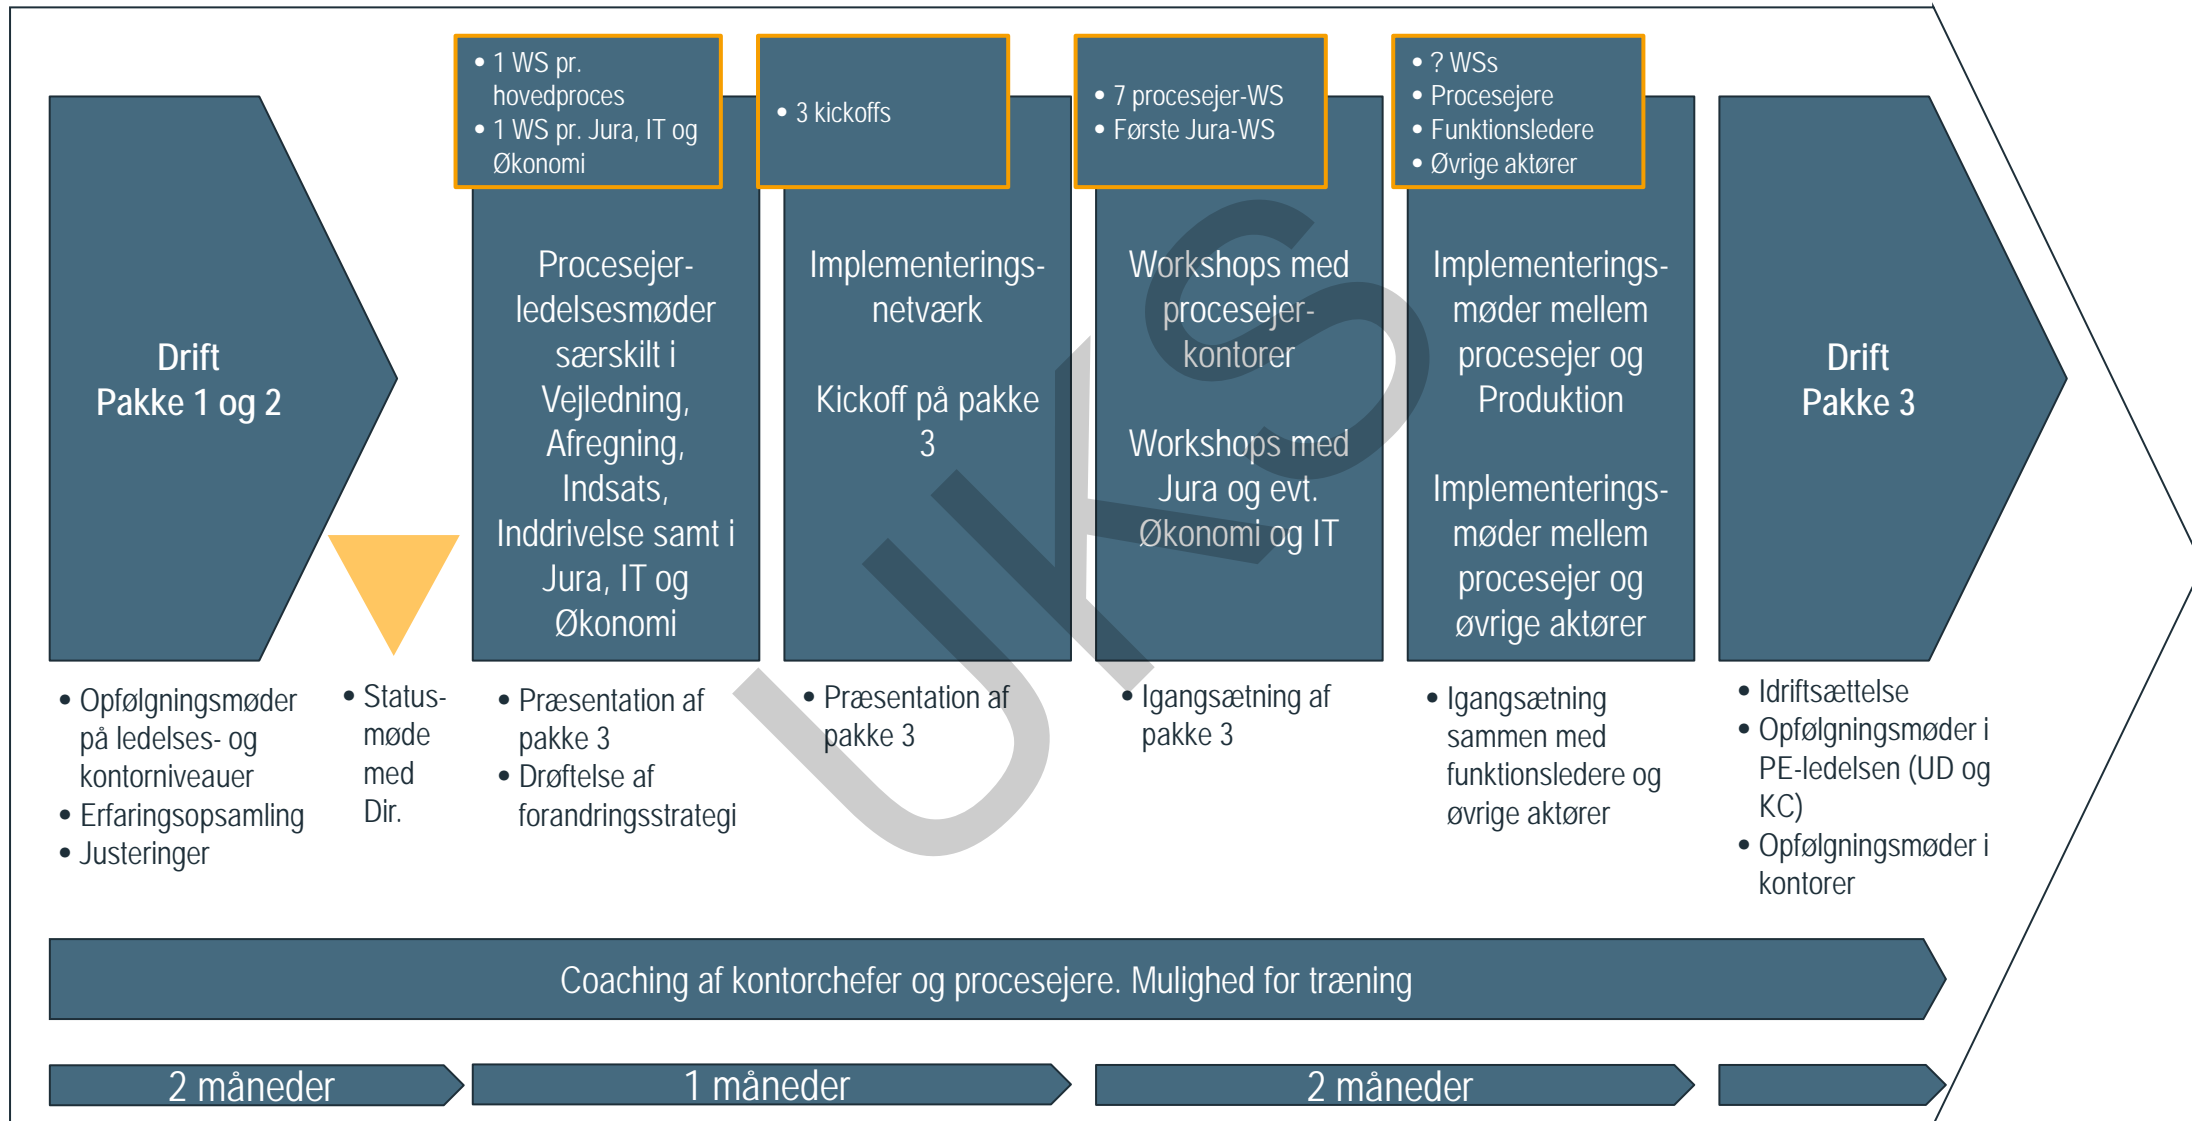 • 1 WS pr.
hovedproces
• 1 WS pr. Jura, IT og
Økonomi
• 3 kickoffs
• 7 procesejer-WS
• Første Jura-WS
• ? WSs
• Procesejere
• Funktionsledere
• Øvrige aktører
Drift
Pakke 1 og 2
Procesejer-
ledelsesmøder
særskilt i
Vejledning,
Afregning,
Indsats,
Inddrivelse samt i
Jura, IT og
Økonomi
Implementerings-
netværk
Kickoff på pakke
3
Workshops med
procesejer-
kontorer
Workshops med
Jura og evt.
Økonomi og IT
Implementerings-
møder mellem
procesejer og
Produktion
Implementerings-
møder mellem
procesejer og
øvrige aktører
Drift
Pakke 3
• Opfølgningsmøder
på ledelses- og
kontorniveauer
• Erfaringsopsamling
• Justeringer
• Status-
møde
med
Dir.
• Præsentation af
pakke 3
• Drøftelse af
forandringsstrategi
• Præsentation af
pakke 3
• Igangsætning af
pakke 3
• Igangsætning
sammen med
funktionsledere og
øvrige aktører
• Idriftsættelse
• Opfølgningsmøder i
PE-ledelsen (UD og
KC)
• Opfølgningsmøder i
kontorer
UKS
Coaching af kontorchefer og procesejere. Mulighed for træning
2 måneder
1 måneder
2 måneder